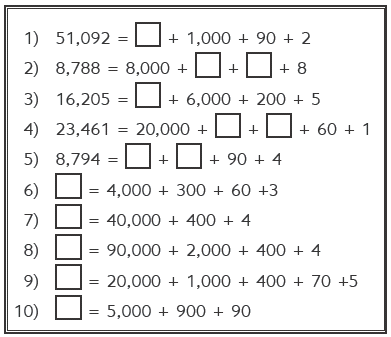 1) 51,092 = □ + 1,000 + 90 + 2
2) 8,788 = 8,000 + □ + □ + 8
3) 16,205 = □ + 6,000 + 200 + 5
4) 23,461 = 20,000 + □ + □ + 60 + 1
5) 8,794 = □ + □ + 90 + 4
6) □ = 4,000 + 300 + 60 +3
7) □ = 40,000 + 400 + 4
8) □ = 90,000 + 2,000 + 400 + 4
9) □ = 20,000 + 1,000 + 400 + 70 +5
10) □ = 5,000 + 900 + 90